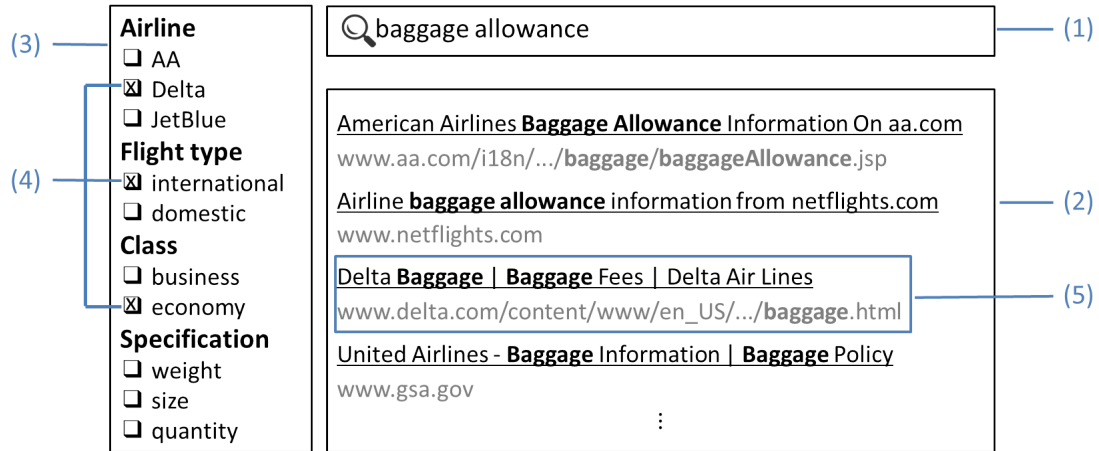 (3)
Airline
AA
Delta
JetBlue
Flight type
(4)
international
domestic
Class
business
economy
Specification
weight
size
quantity
baggage allowance
(1)
American Airlines Baggage Allowance Information On aa.com
www.aa.com/i18n/.../baggage/baggageAllowance.jsp
Airline baggage allowance information from netflights.com
(2)
www.netflights.com
Delta Baggage | Baggage Fees | Delta Air Lines
(5)
www.delta.com/content/www/en_US/.../baggage.html
United Airlines - Baggage Information | Baggage Policy
www.gsa.gov
⋮